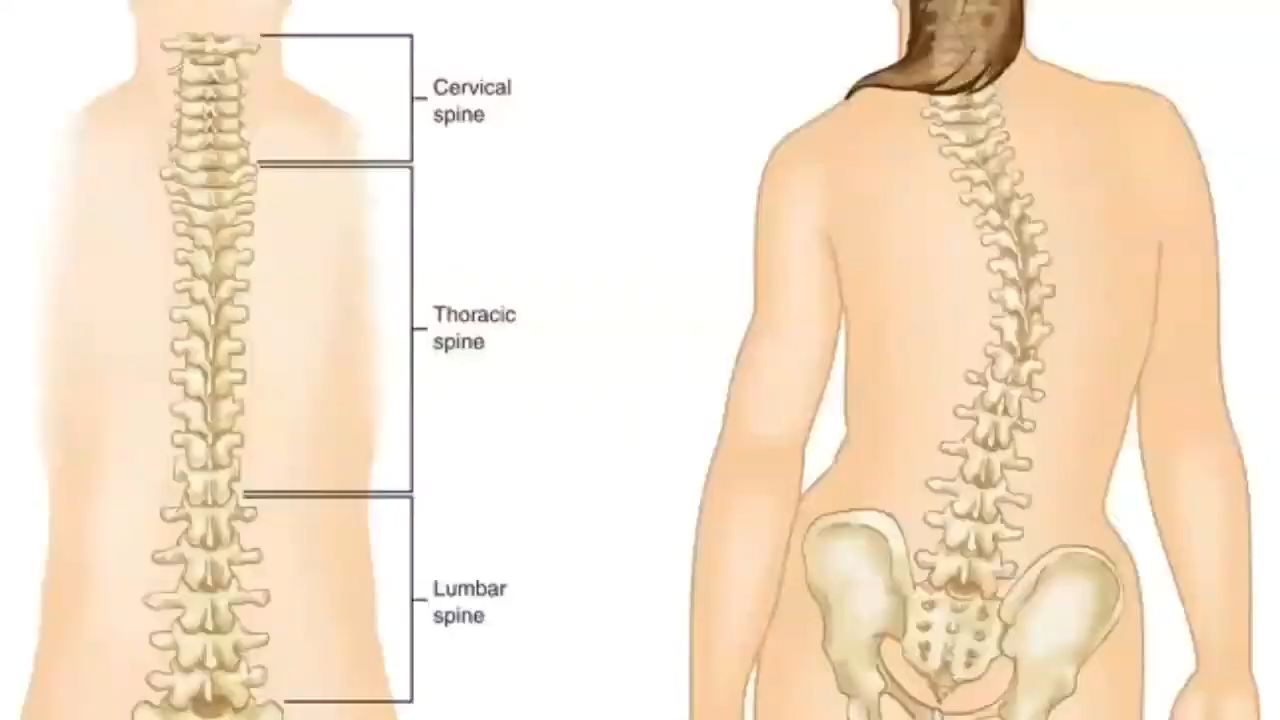 Cervical
spine
Thoracic
spine
Lumbar
spine